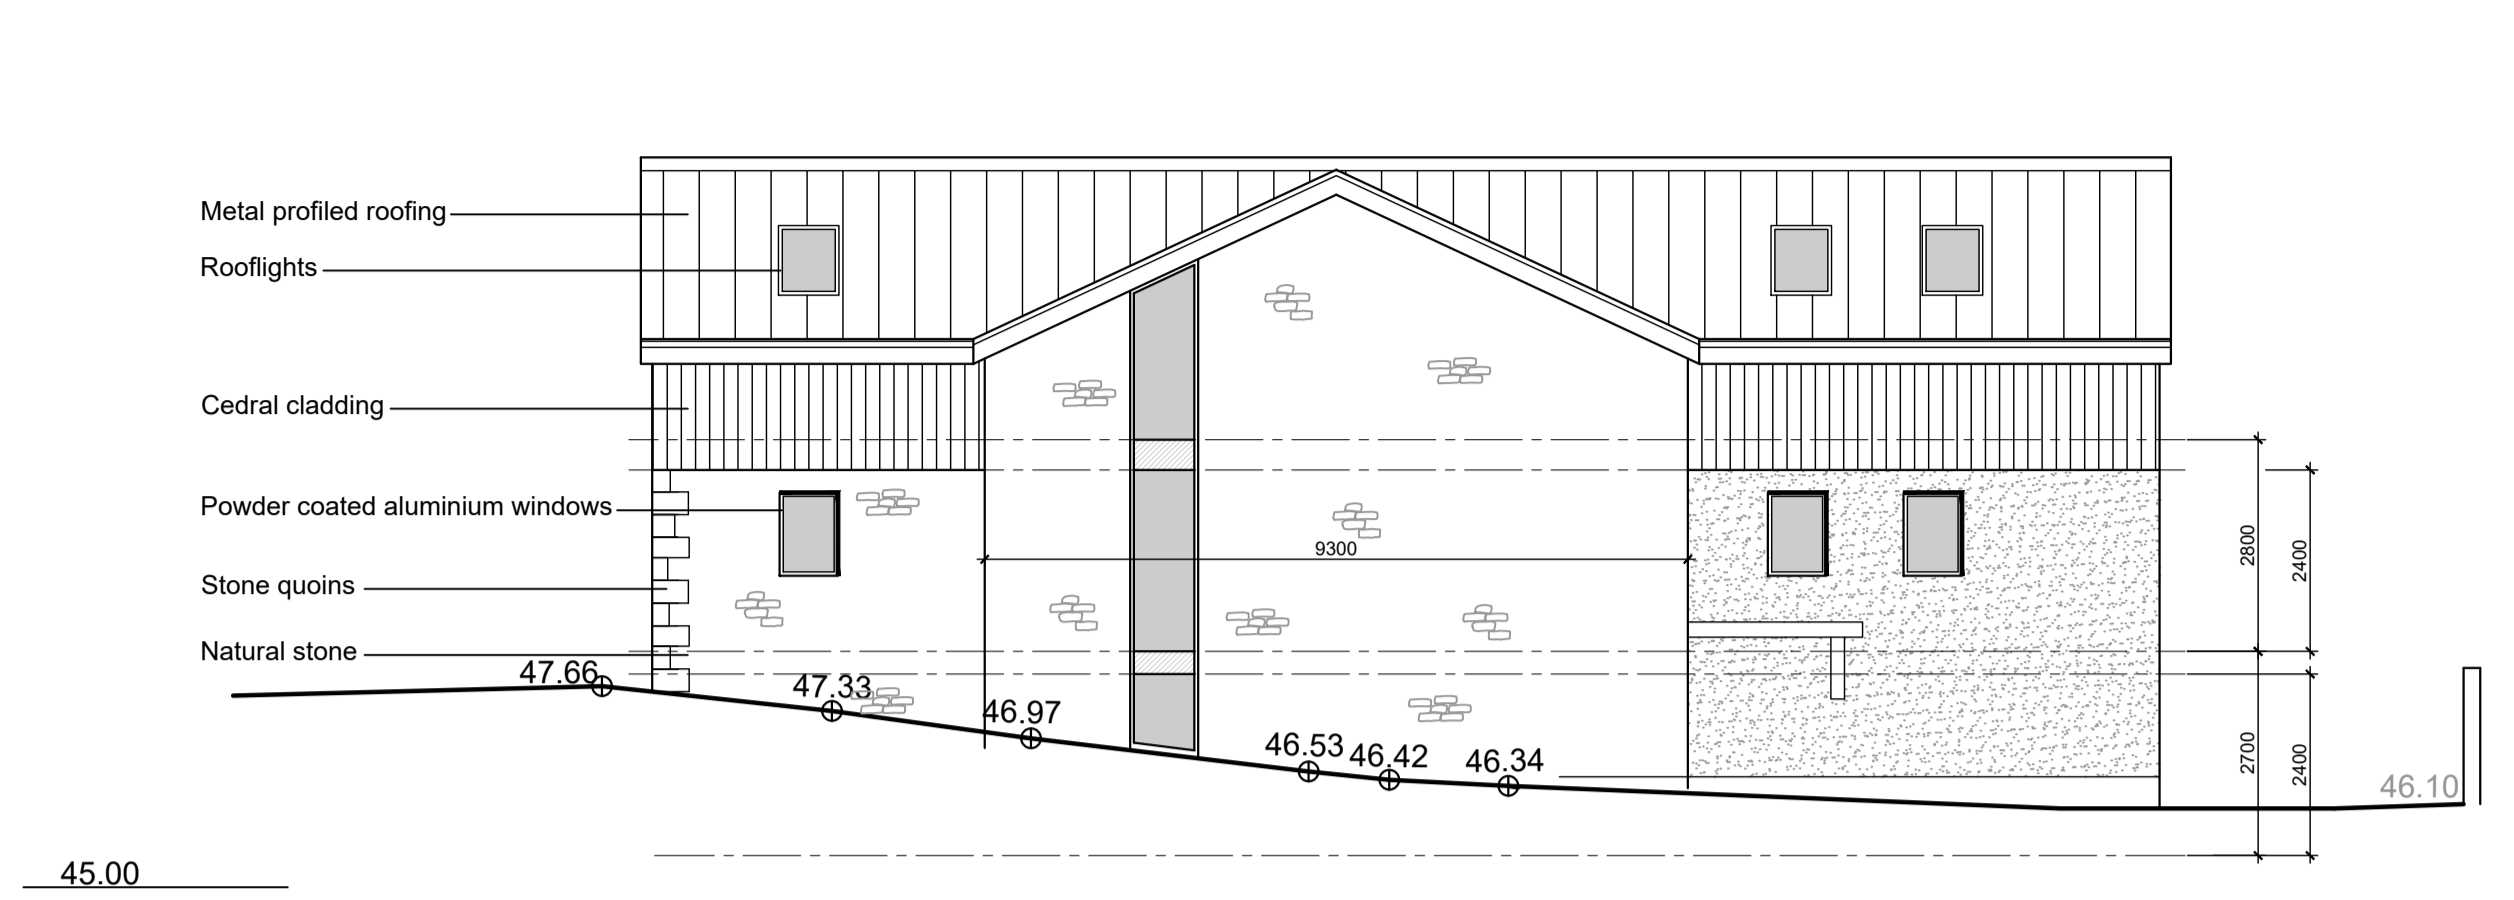 Metal profiled roofing
Rooflights
Cedral cladding
Powder coated aluminium windows
Stone quoins
Natural stone
47.66
47.33
46.97
46.53
46.42
46.34
9300
2800
2400
2700
2400
46.10
45.00